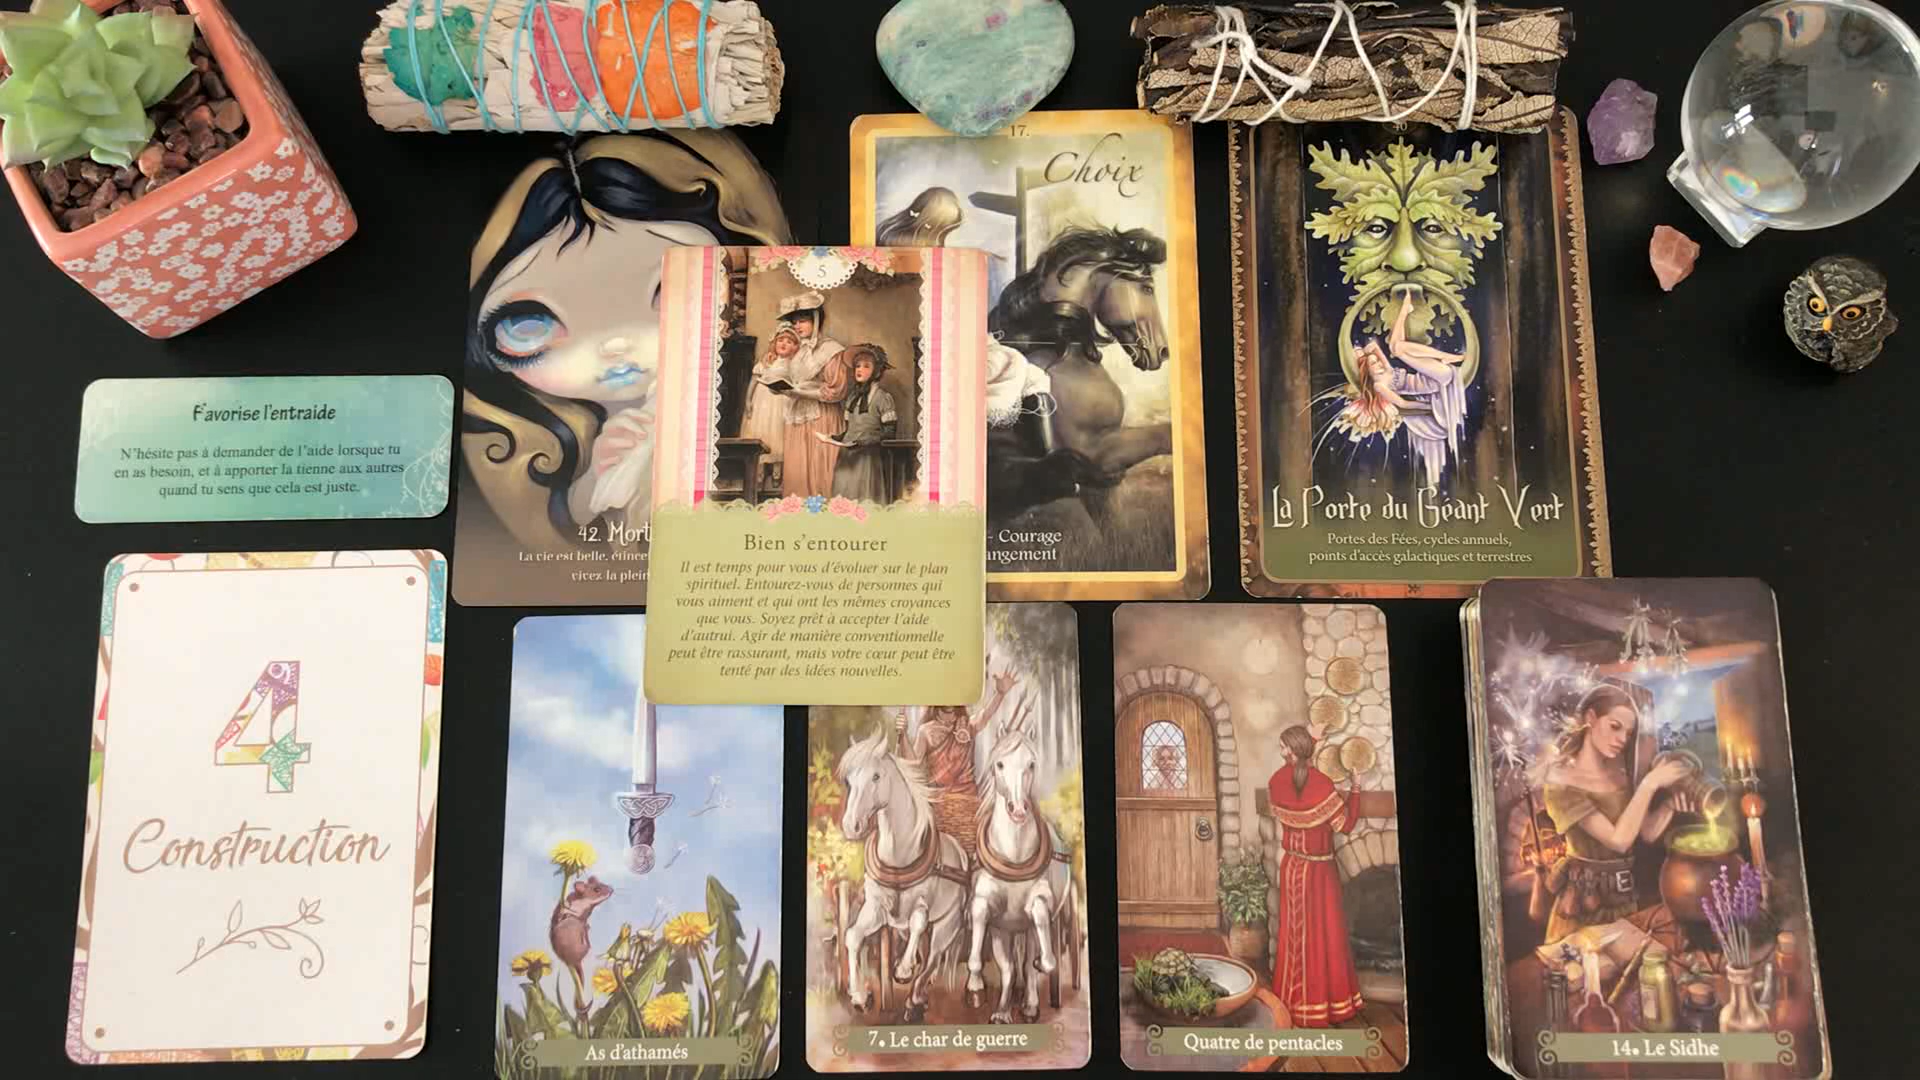 17.
Choix
40
5
Favorise l'entraide
N'hésite pas à demander de l'aide lorsque tu
en as besoin, et à apporter la tienne aux autres
quand tu sens que cela est juste.
42. Mort
La vie est belle, étince
vivez la plein
- Courage
angement
La Porte du Géant Vert
Portes des Fées, cycles annuels,
points d'accès galactiques et terrestres
Bien s'entourer
Il est temps pour vous d'évoluer sur le plan
spirituel. Entourez-vous de personnes qui
vous aiment et qui ont les mêmes croyances
que vous. Soyez prêt à accepter l'aide
d'autrui. Agir de manière conventionnelle
peut être rassurant, mais votre cœur peut être
tenté par des idées nouvelles.
4
Construction
As d'athamés
7. Le char de guerre
Quatre de pentacles
14. Le Sidhe